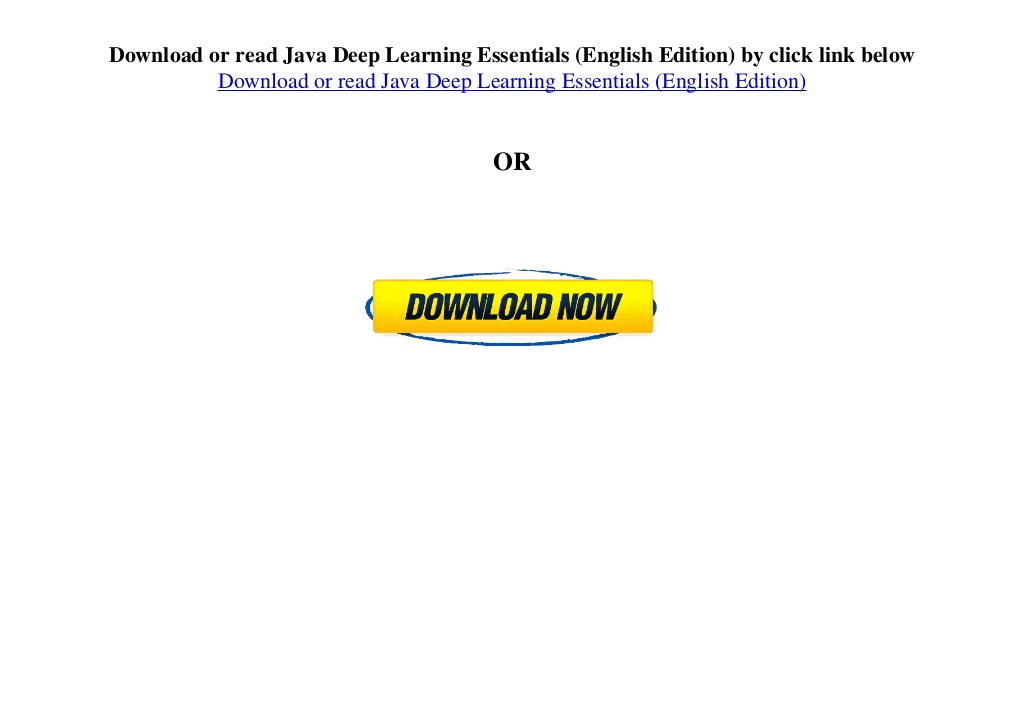 Download or read Java Deep Learning Essentials (English Edition) by click link below
Download or read Java Deep Learning Essentials (English Edition)
OR
DOWNLOAD NOW